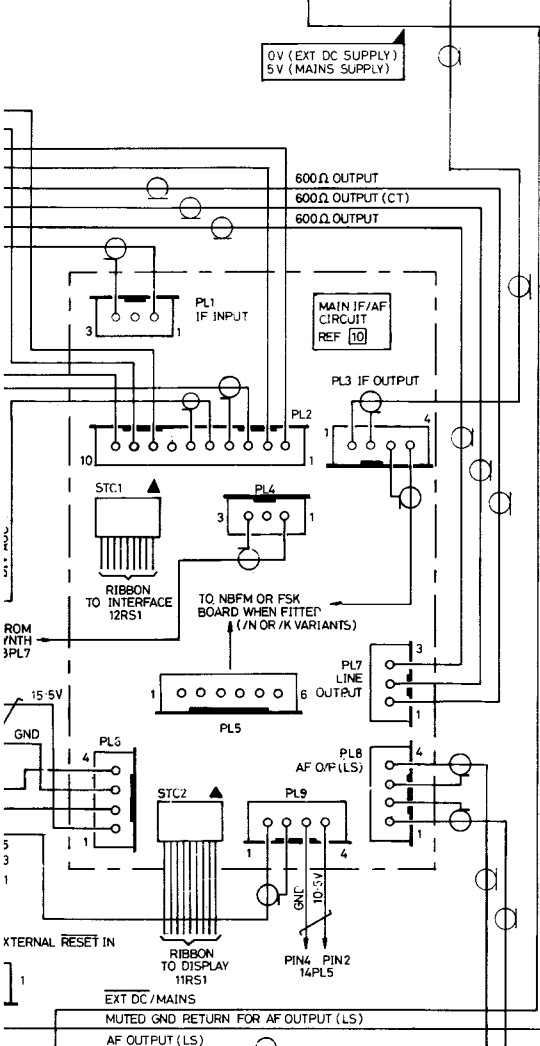 0V (EXT DC SUPPLY)
5V (MAINS SUPPLY)
600Ω OUTPUT
600Ω OUTPUT (CT)
600Ω OUTPUT
PL1
IF INPUT
3
1
MAIN IF/AF
CIRCUIT
REF 10
PL3 IF OUTPUT
1
4
PL2
10
1
STC1
PL4
3
1
RIBBON
TO INTERFACE
12RS1
TO NBFM OR FSK
BOARD WHEN FITTED
(/N OR /K VARIANTS)
ROM
YNTH
3PL7
15·5V
GND
1
6
PL5
PL7
LINE
OUTPUT
3
1
PL6
4
1
PL8
AF O/P (LS)
4
1
STC2
PL9
1
4
5
3
1
GND
10·5V
XTERNAL RESET IN
1
RIBBON
TO DISPLAY
11RS1
PIN4 PIN2
14PL5
EXT DC/MAINS
MUTED GND RETURN FOR AF OUTPUT (LS)
AF OUTPUT (LS)